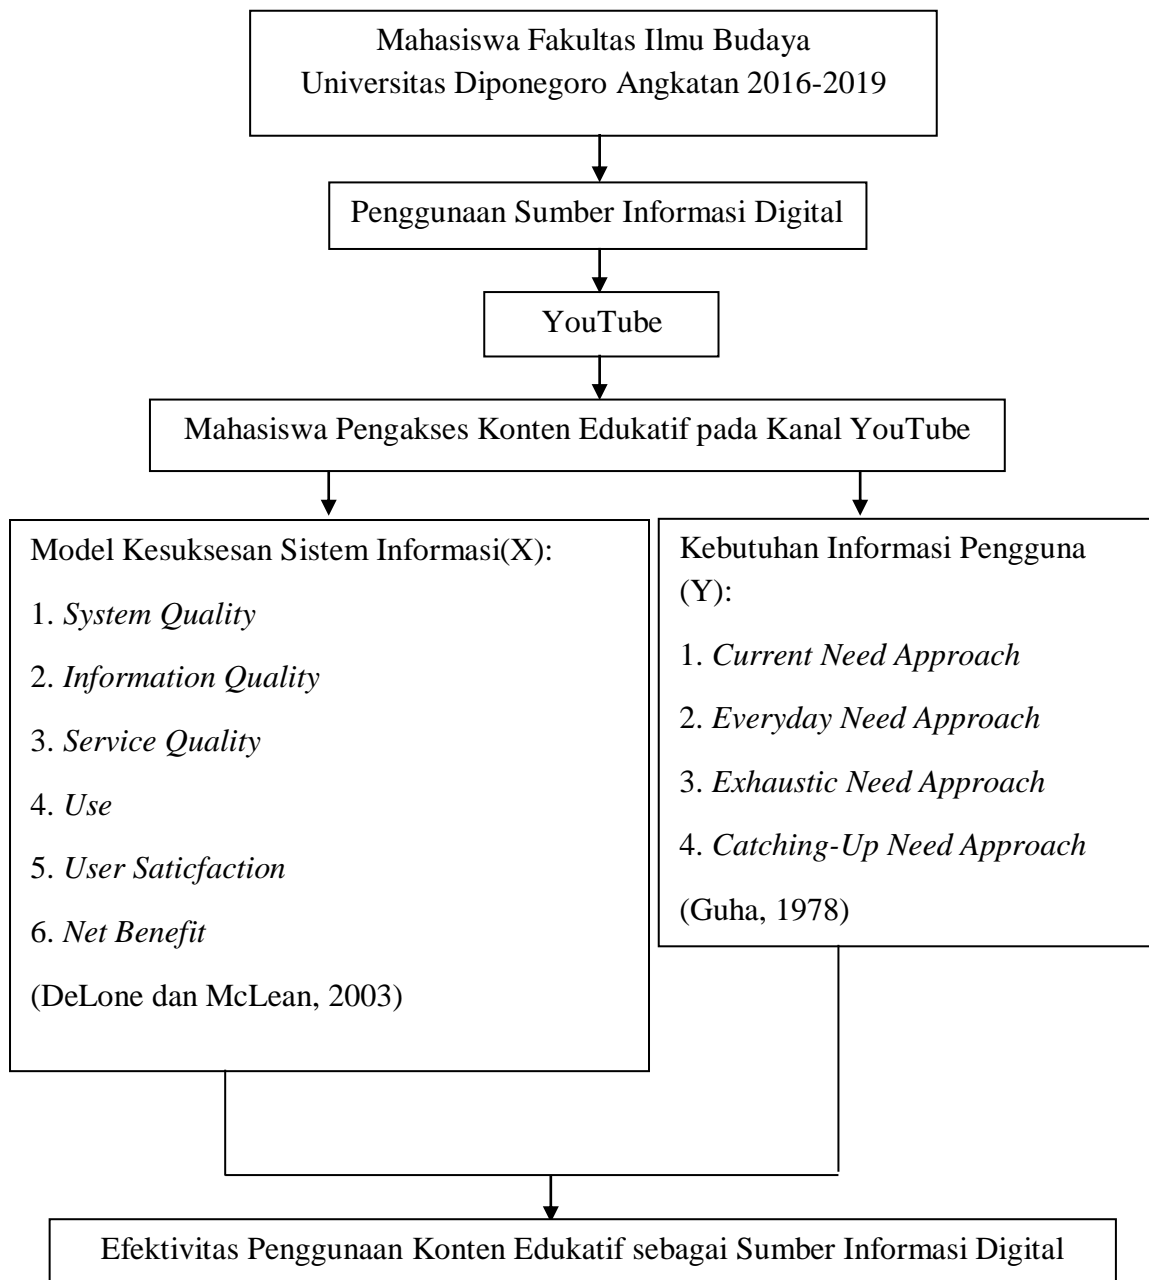 Mahasiswa Fakultas Ilmu Budaya
Universitas Diponegoro Angkatan 2016-2019
Penggunaan Sumber Informasi Digital
YouTube
Mahasiswa Pengakses Konten Edukatif pada Kanal YouTube
Model Kesuksesan Sistem Informasi(X):
1. System Quality
2. Information Quality
3. Service Quality
4. Use
5. User Saticfaction
6. Net Benefit
(DeLone dan McLean, 2003)
Kebutuhan Informasi Pengguna
(Y):
1. Current Need Approach
2. Everyday Need Approach
3. Exhaustic Need Approach
4. Catching-Up Need Approach
(Guha, 1978)
Efektivitas Penggunaan Konten Edukatif sebagai Sumber Informasi Digital